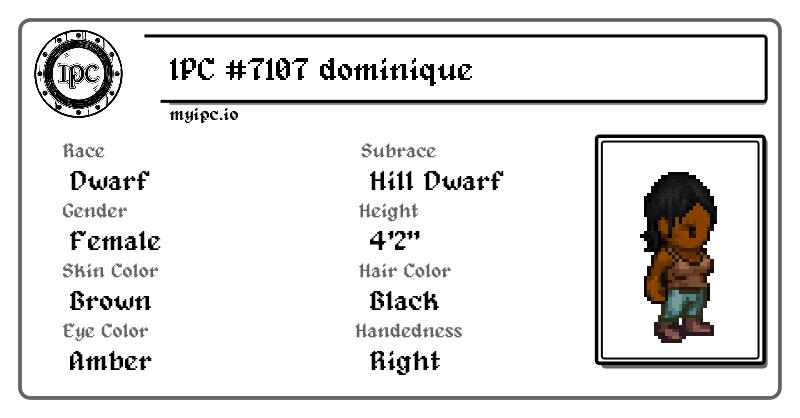 IPC
IPC #7107 dominique
myipc.io
Race
Dwarf
Subrace
Hill Dwarf
Gender
Female
Height
4'2"
Skin Color
Brown
Hair Color
Black
Eye Color
Amber
Handedness
Right